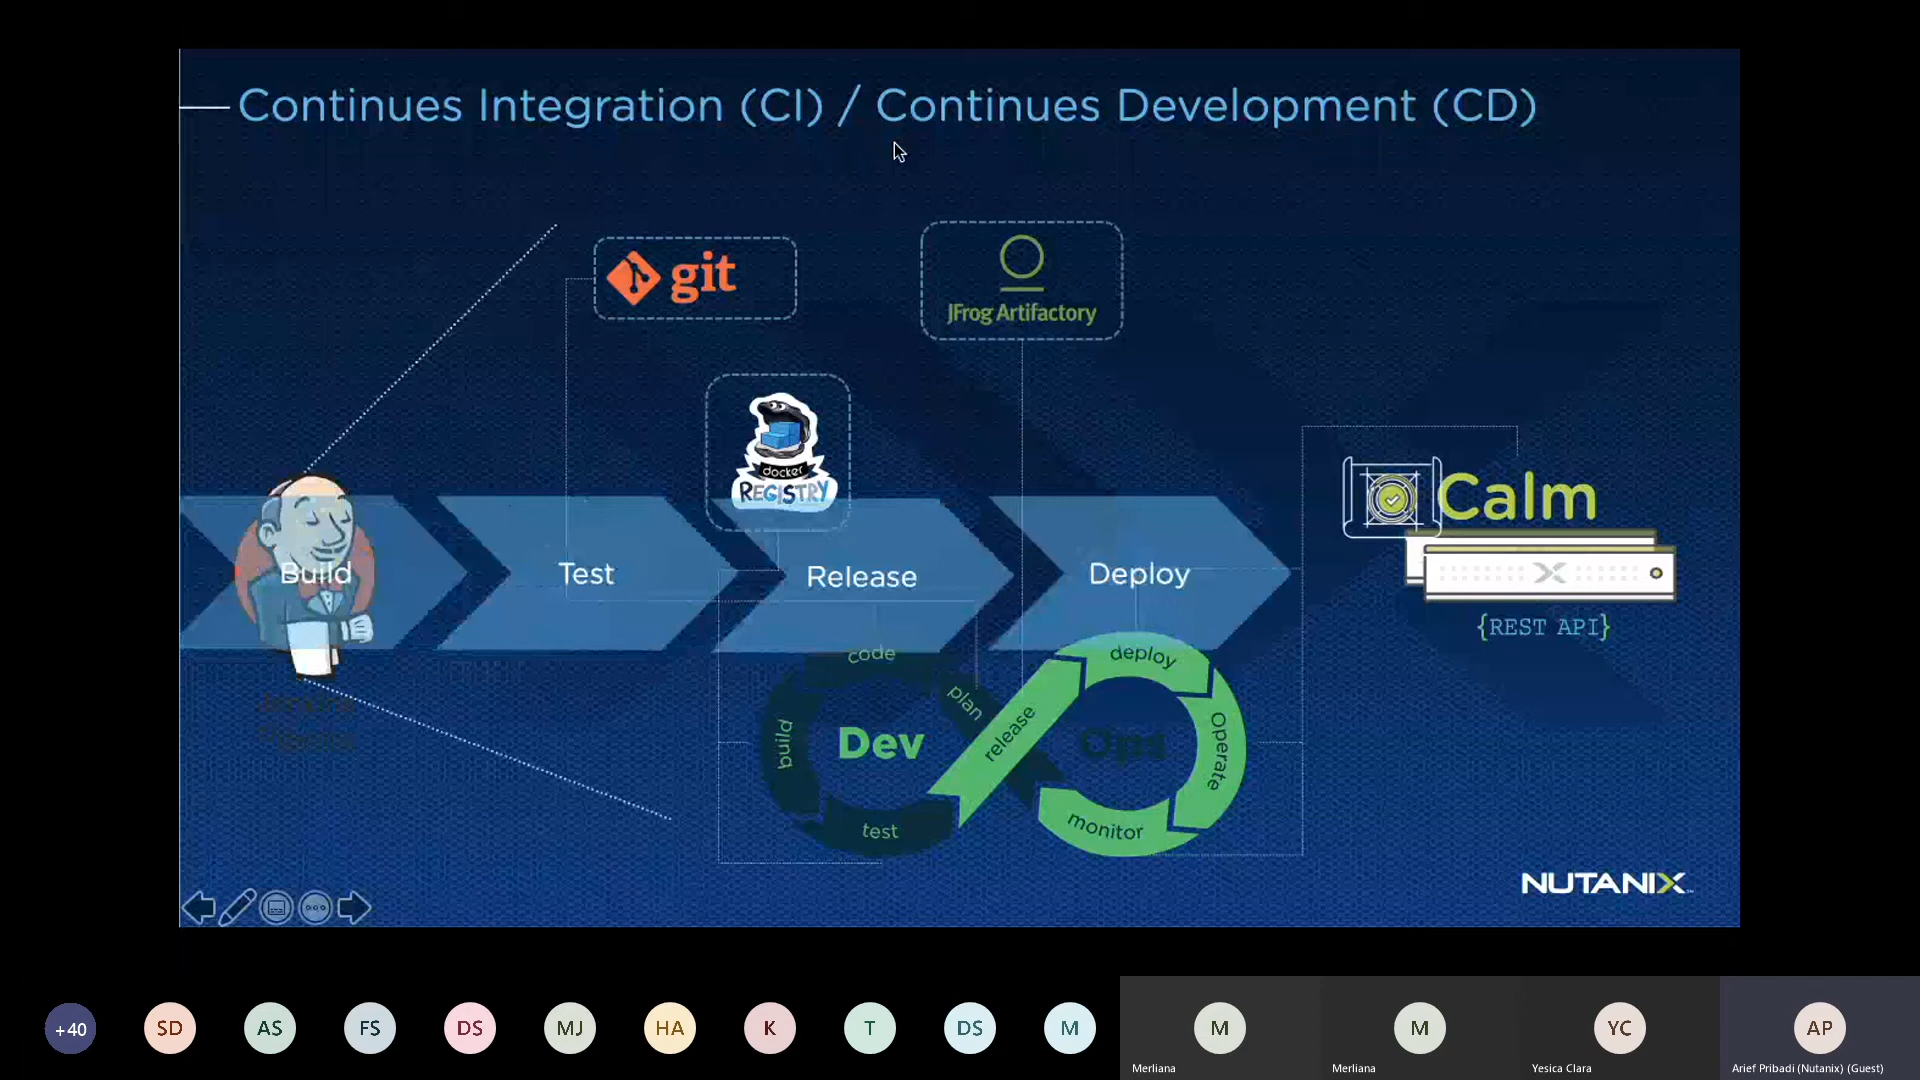 Continues Integration (CI) / Continues Development (CD)
git
JFrog Artifactory
docker
REGISTRY
Calm
Build
Test
Release
Deploy
{REST API}
code
plan
build
Dev
test
release
deploy
Ops
Operate
monitor
NUTANIX
+40
SD
AS
FS
DS
MJ
HA
K
T
DS
M
M
M
YC
AP
Merliana
Merliana
Yesica Clara
Arief Pribadi (Nutanix) (Guest)